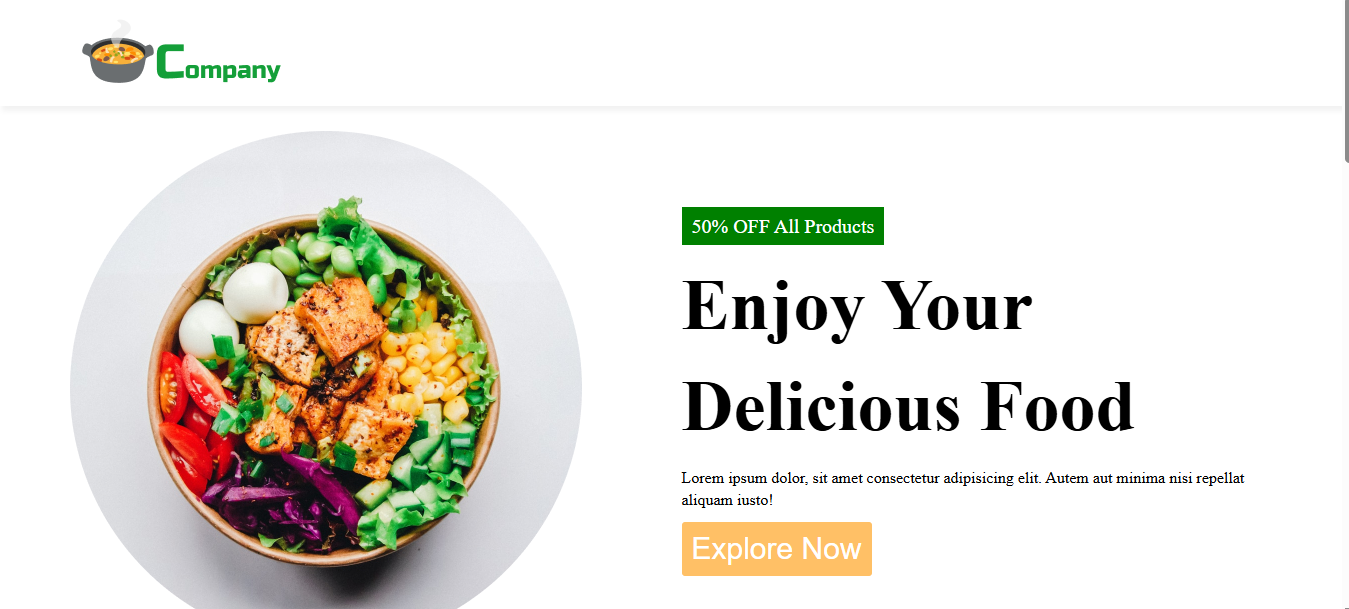 Company
50% OFF All Products
Enjoy Your
Delicious Food
Lorem ipsum dolor, sit amet consectetur adipisicing elit. Autem aut minima nisi repellat
aliquam iusto!
Explore Now